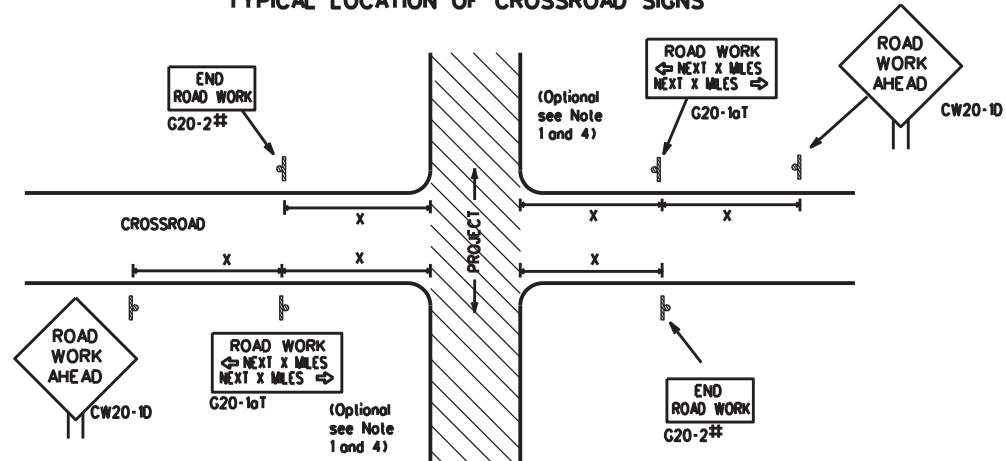 TYPICAL LOCATION OF CROSSROAD SIGNS
END
ROAD WORK
G20-2#
(Optional
see Note
1 and 4)
ROAD WORK
⇦ NEXT X MILES
NEXT X MILES ⇨
G20-1aT
ROAD
WORK
AHEAD
CW20-1D
CROSSROAD
X
X
X
PROJECT
X
X
X
ROAD
WORK
AHEAD
CW20-1D
ROAD WORK
⇦ NEXT X MILES
NEXT X MILES ⇨
G20-1aT
(Optional
see Note
1 and 4)
END
ROAD WORK
G20-2#